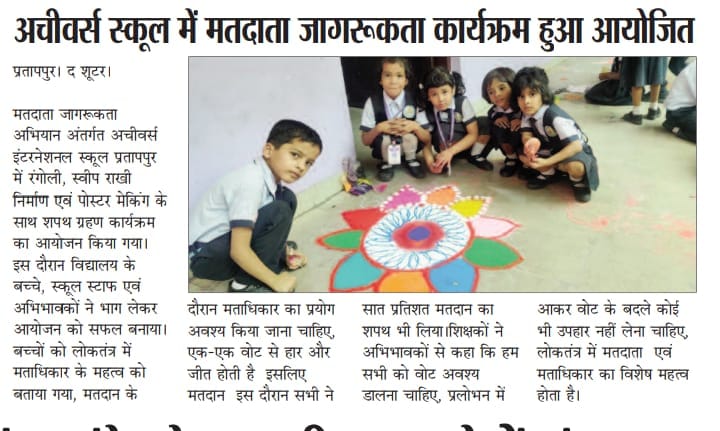 अचीवर्स स्कूल में मतदाता जागरूकता कार्यक्रम हुआ आयोजित
प्रतापपुर। द शूटर।
मतदाता जागरूकता
अभियान अंतर्गत अचीवर्स
इंटरनेशनल स्कूल प्रतापपुर
में रंगोली, स्वीप राखी
निर्माण एवं पोस्टर मेकिंग के
साथ शपथ ग्रहण कार्यक्रम
का आयोजन किया गया।
इस दौरान विद्यालय के
बच्चे, स्कूल स्टाफ एवं
अभिभावकों ने भाग लेकर
आयोजन को सफल बनाया।
बच्चों को लोकतंत्र में
मताधिकार के महत्व को
बताया गया, मतदान के
दौरान मताधिकार का प्रयोग
अवश्य किया जाना चाहिए,
एक-एक वोट से हार और
जीत होती है इसलिए
मतदान इस दौरान सभी ने
सात प्रतिशत मतदान का
शपथ भी लिया।शिक्षकों ने
अभिभावकों से कहा कि हम
सभी को वोट अवश्य
डालना चाहिए, प्रलोभन में
आकर वोट के बदले कोई
भी उपहार नहीं लेना चाहिए,
लोकतंत्र में मतदाता एवं
मताधिकार का विशेष महत्व
होता है।